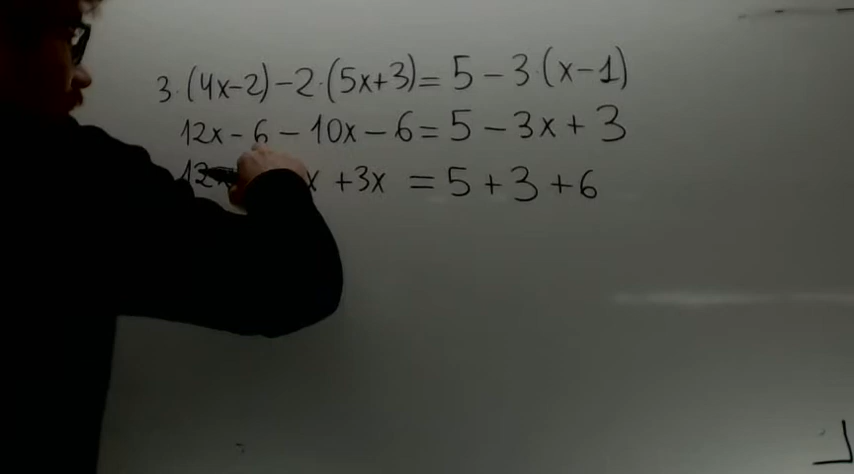 3·(4x-2)-2·(5x+3)= 5-3·(x-1)
12x-6-10x-6=5-3x+3
12 x +3x =5+3+6